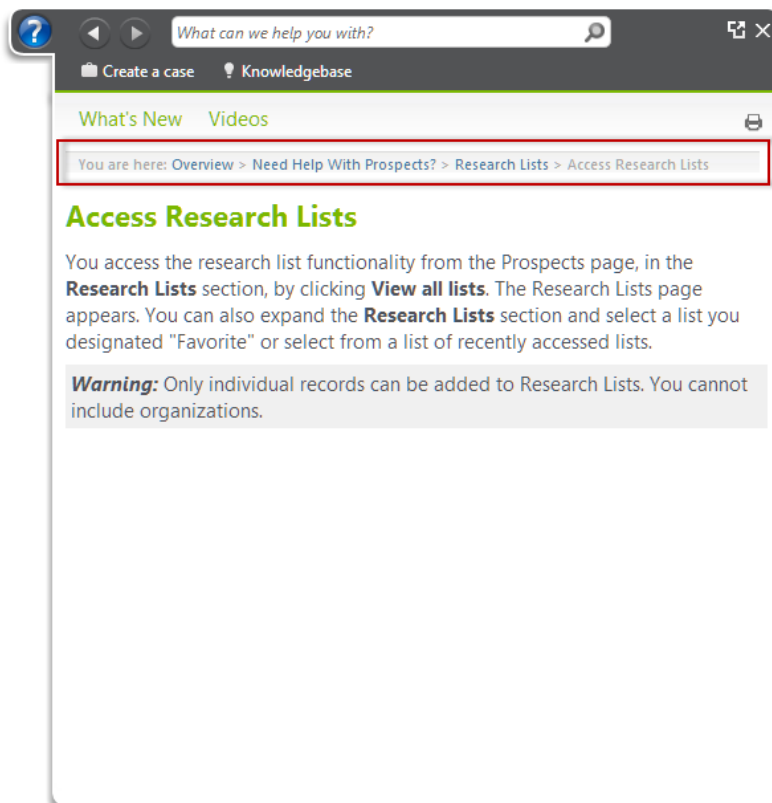 ?
What can we help you with?
Create a case Knowledgebase
What's New Videos
You are here: Overview > Need Help With Prospects? > Research Lists > Access Research Lists
Access Research Lists
You access the research list functionality from the Prospects page, in the
Research Lists section, by clicking View all lists. The Research Lists page
appears. You can also expand the Research Lists section and select a list you
designated "Favorite" or select from a list of recently accessed lists.
Warning: Only individual records can be added to Research Lists. You cannot
include organizations.